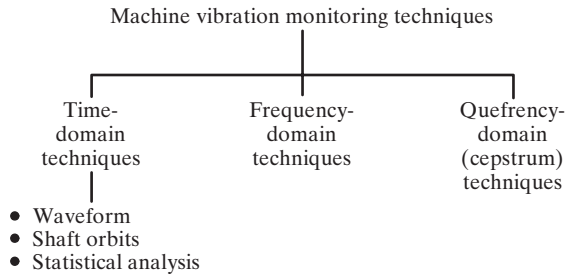 Machine vibration monitoring techniques
Time-
domain
techniques
Frequency-
domain
techniques
Quefrency-
domain
(cepstrum)
techniques
• Waveform
• Shaft orbits
• Statistical analysis